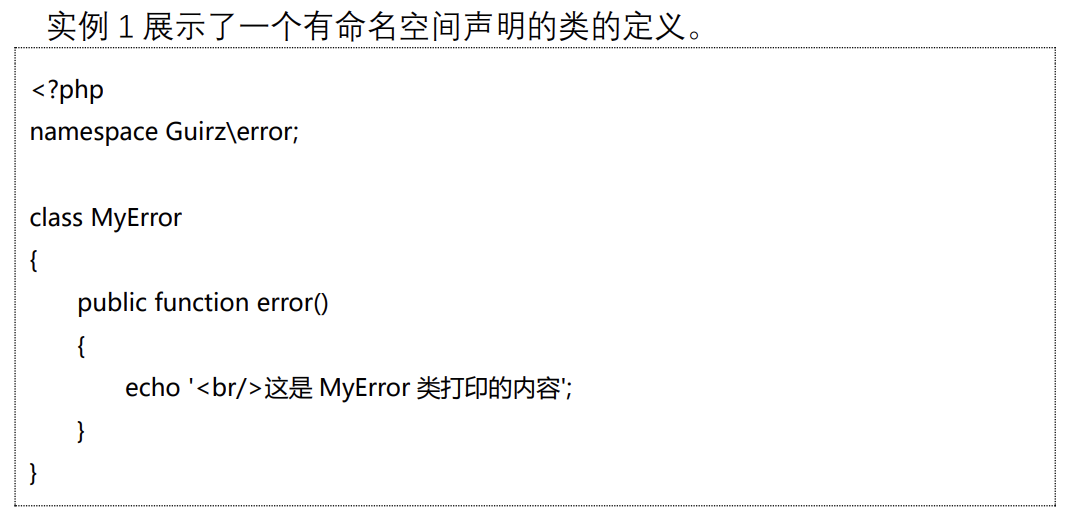 实例 1 展示了一个有命名空间声明的类的定义。
<?php
namespace Guirz\error;
class MyError
{
public function error()
{
echo '<br/>这是 MyError 类打印的内容';
}
}